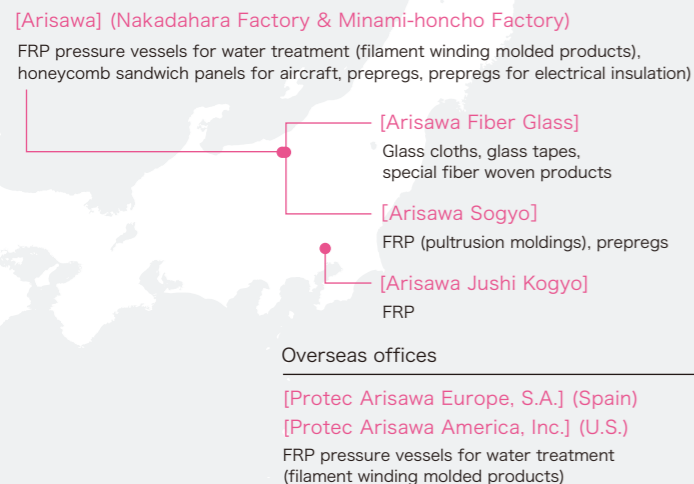 [Arisawa] (Nakadahara Factory & Minami-honcho Factory)
FRP pressure vessels for water treatment (filament winding molded products),
honeycomb sandwich panels for aircraft, prepregs, prepregs for electrical insulation)
[Arisawa Fiber Glass]
Glass cloths, glass tapes,
special fiber woven products
[Arisawa Sogyo]
FRP (pultrusion moldings), prepregs
[Arisawa Jushi Kogyo]
FRP
Overseas offices
[Protec Arisawa Europe, S.A.] (Spain)
[Protec Arisawa America, Inc.] (U.S.)
FRP pressure vessels for water treatment
(filament winding molded products)